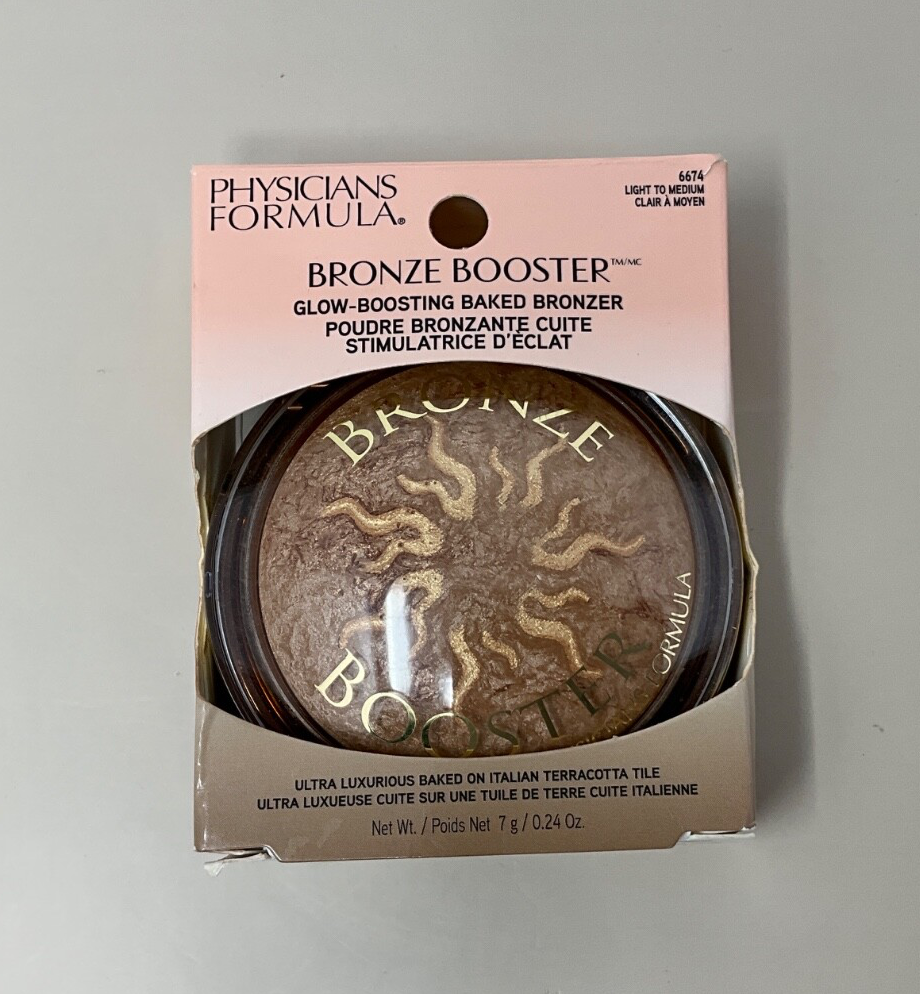 PHYSICIANS
FORMULA®
6674
LIGHT TO MEDIUM
CLAIR À MOYEN
BRONZE BOOSTER™/MC
GLOW-BOOSTING BAKED BRONZER
POUDRE BRONZANTE CUITE
STIMULATRICE D'ÉCLAT
BRONZE
BOOSTER
FORMULA
ULTRA LUXURIOUS BAKED ON ITALIAN TERRACOTTA TILE
ULTRA LUXUEUSE CUITE SUR UNE TUILE DE TERRE CUITE ITALIENNE
Net Wt. / Poids Net 7 g / 0.24 Oz.